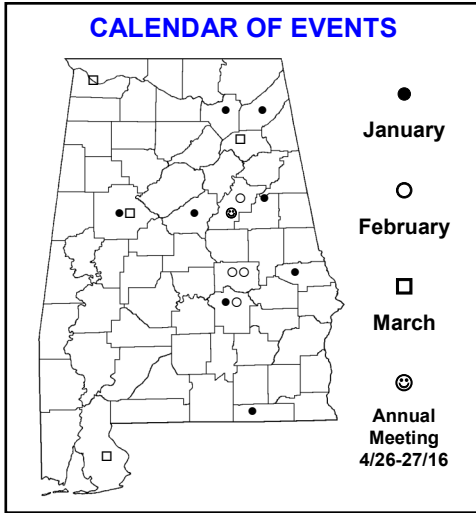 CALENDAR OF EVENTS
January
February
March
Annual
Meeting
4/26-27/16